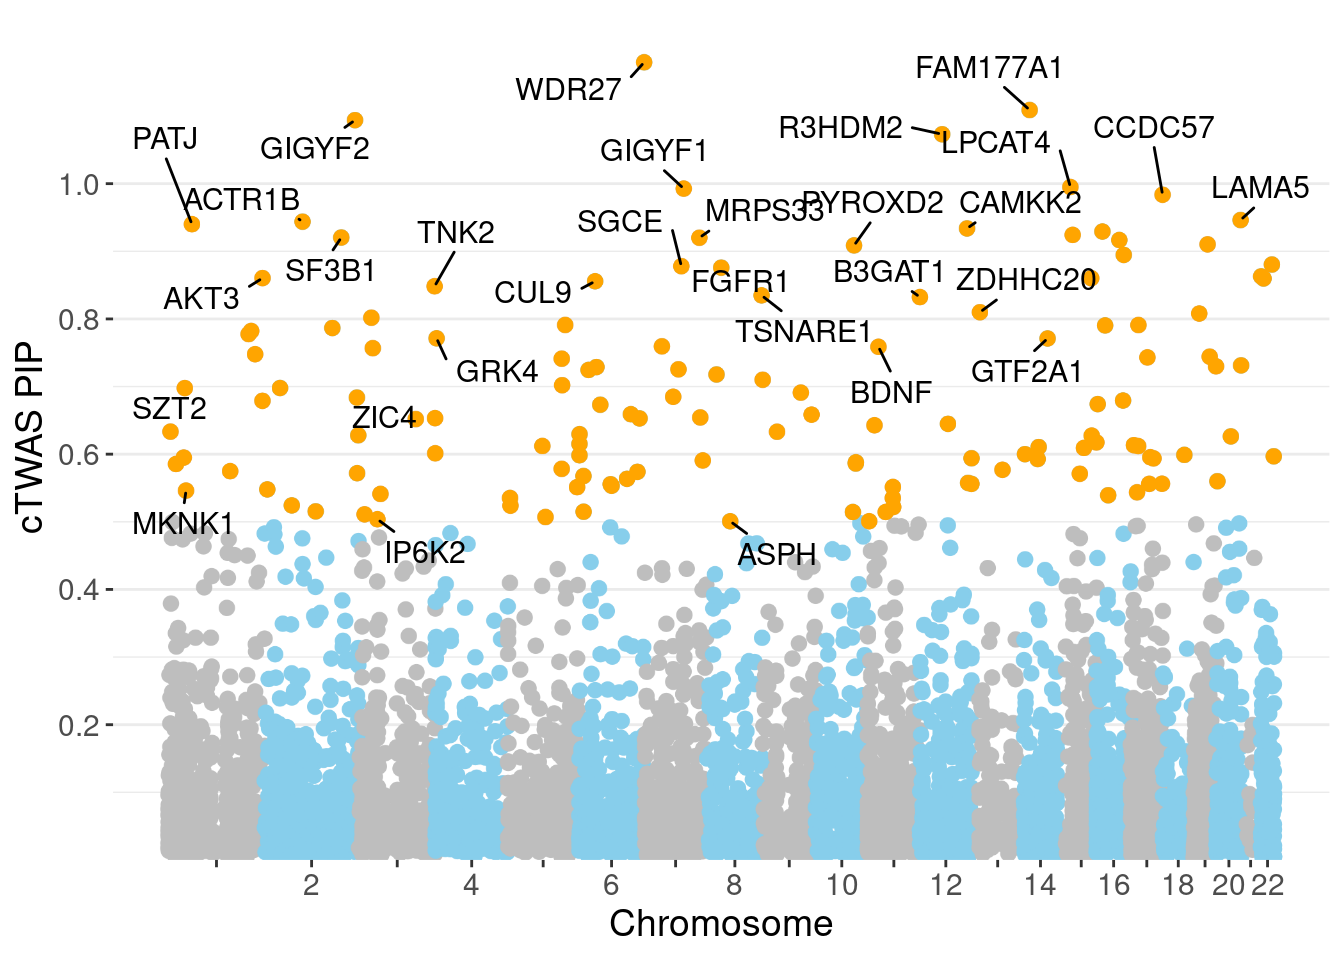 FAM177A1
WDR27
R3HDM2
CCDC57
PATJ
GIGYF2
LPCAT4
GIGYF1
LAMA5
ACTR1B
PYROXD2
CAMKK2
MRPS33
SGCE
TNK2
SF3B1
B3GAT1
ZDHHC20
FGFR1
CUL9
AKT3
TSNARE1
GRK4
GTF2A1
BDNF
SZT2
ZIC4
MKNK1
IP6K2
ASPH
1.0
0.8
0.6
0.4
0.2
cTWAS PIP
2 4 6 8 10 12 14 16 18 20 22
Chromosome